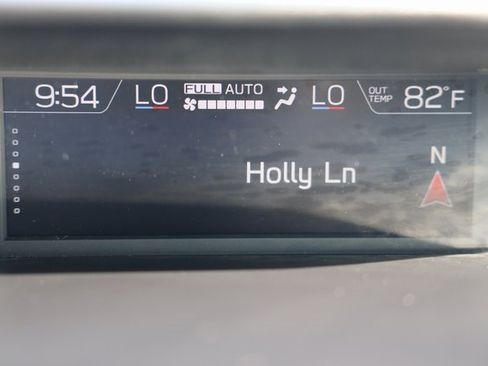 9:54 LO FULL AUTO LO OUT TEMP 82°F
N
Holly Ln